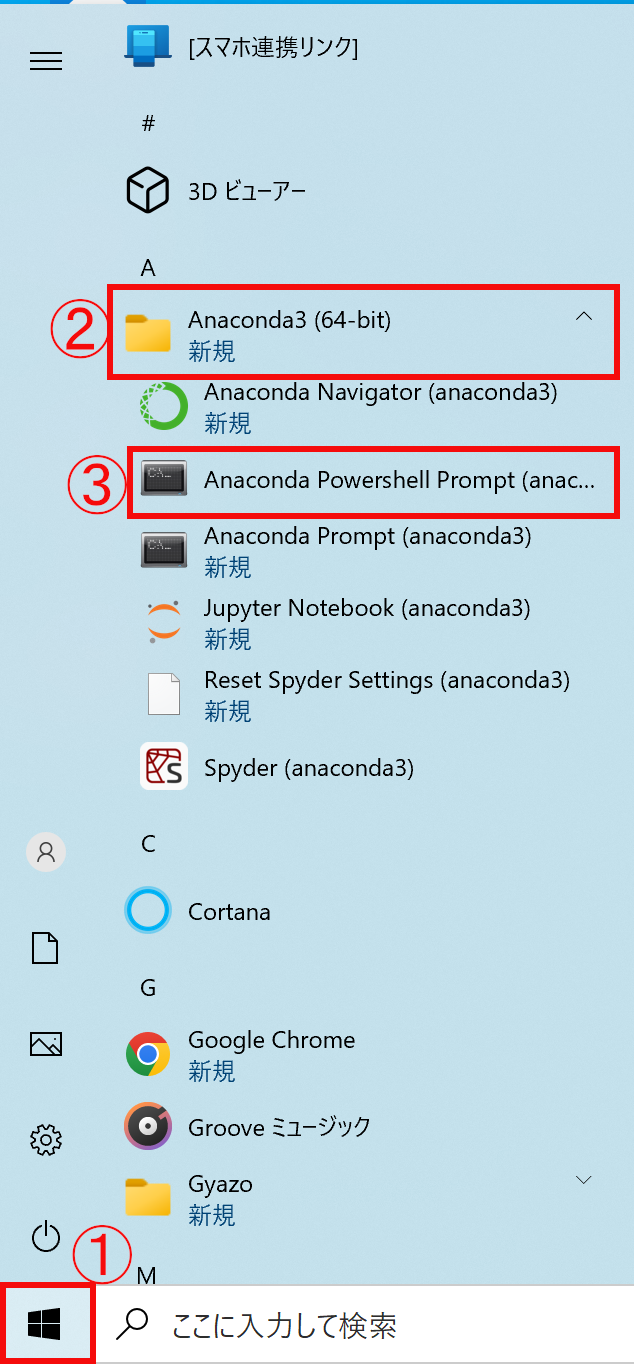 [スマホ連携リンク]
#
3D ビューアー
A
② Anaconda3 (64-bit)
新規
Anaconda Navigator (anaconda3)
新規
③ Anaconda Powershell Prompt (anac...
Anaconda Prompt (anaconda3)
新規
Jupyter Notebook (anaconda3)
新規
Reset Spyder Settings (anaconda3)
新規
Spyder (anaconda3)
C
Cortana
G
Google Chrome
新規
Groove ミュージック
Gyazo
新規
①
M
ここに入力して検索